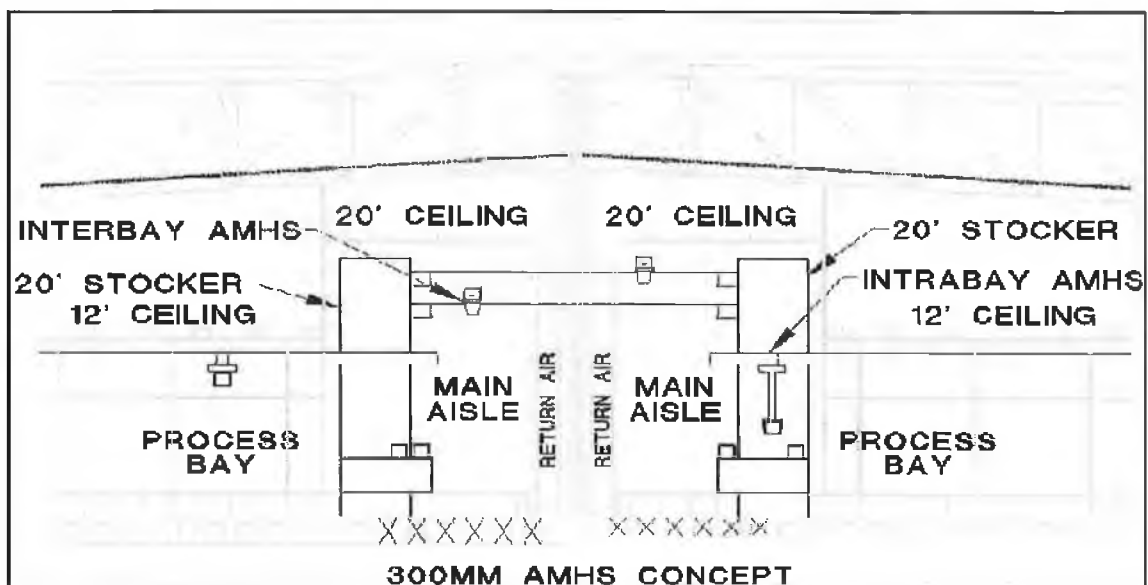 20' CEILING
20' CEILING
INTERBAY AMHS
20' STOCKER
20' STOCKER
12' CEILING
INTRABAY AMHS
12' CEILING
MAIN
AISLE
RETURN AIR
RETURN AIR
MAIN
AISLE
PROCESS
BAY
PROCESS
BAY
300MM AMHS CONCEPT